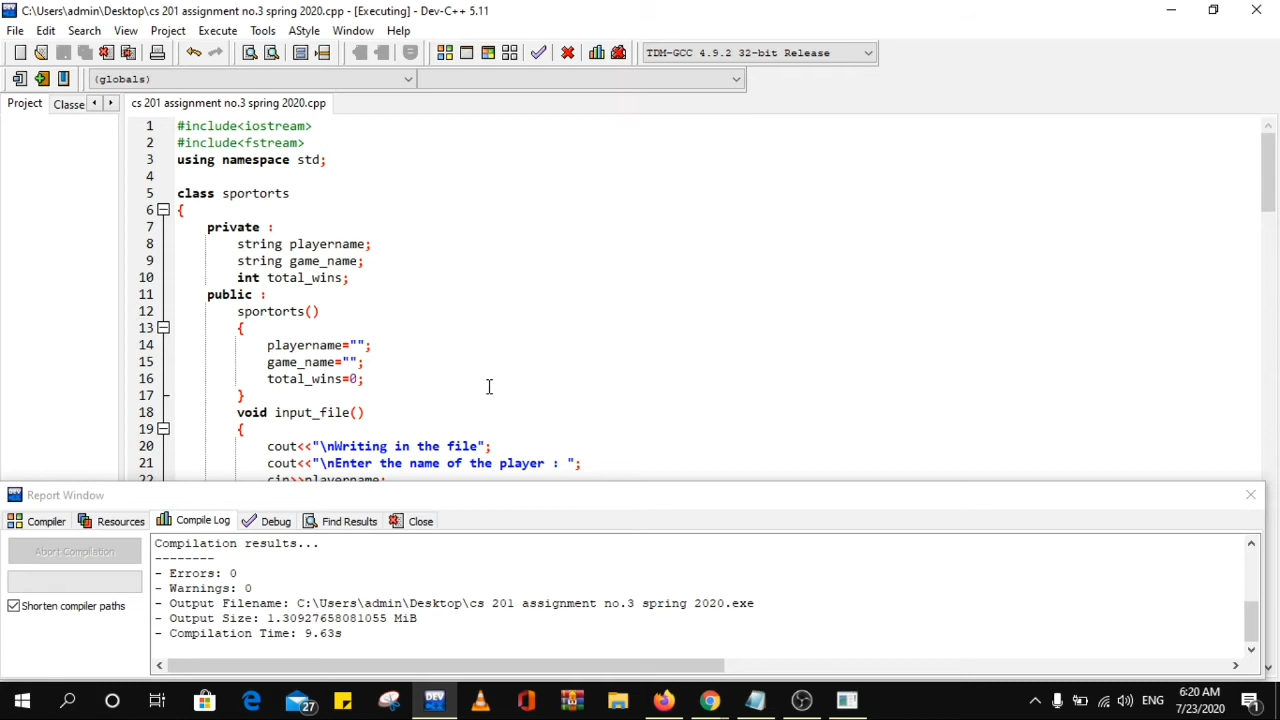 C:\Users\admin\Desktop\cs 201 assignment no.3 spring 2020.cpp - [Executing] - Dev-C++ 5.11
File Edit Search View Project Execute Tools AStyle Window Help
TDM-GCC 4.9.2 32-bit Release
(globals)
Project Classe cs 201 assignment no.3 spring 2020.cpp
1 #include<iostream>
2 #include<fstream>
3 using namespace std;
4
5 class sportorts
6 {
7 private :
8 string playername;
9 string game_name;
10 int total_wins;
11 public :
12 sportorts()
13 {
14 playername="";
15 game_name="";
16 total_wins=0;
17 }
18 void input_file()
19 {
20 cout<<"\nWriting in the file";
21 cout<<"\nEnter the name of the player : ";
22 cin>>playername;
Report Window
Compiler Resources Compile Log Debug Find Results Close
Abort Compilation
Shorten compiler paths
Compilation results...
--------
- Errors: 0
- Warnings: 0
- Output Filename: C:\Users\admin\Desktop\cs 201 assignment no.3 spring 2020.exe
- Output Size: 1.30927658081055 MiB
- Compilation Time: 9.63s
27
ENG
6:20 AM
7/23/2020
1